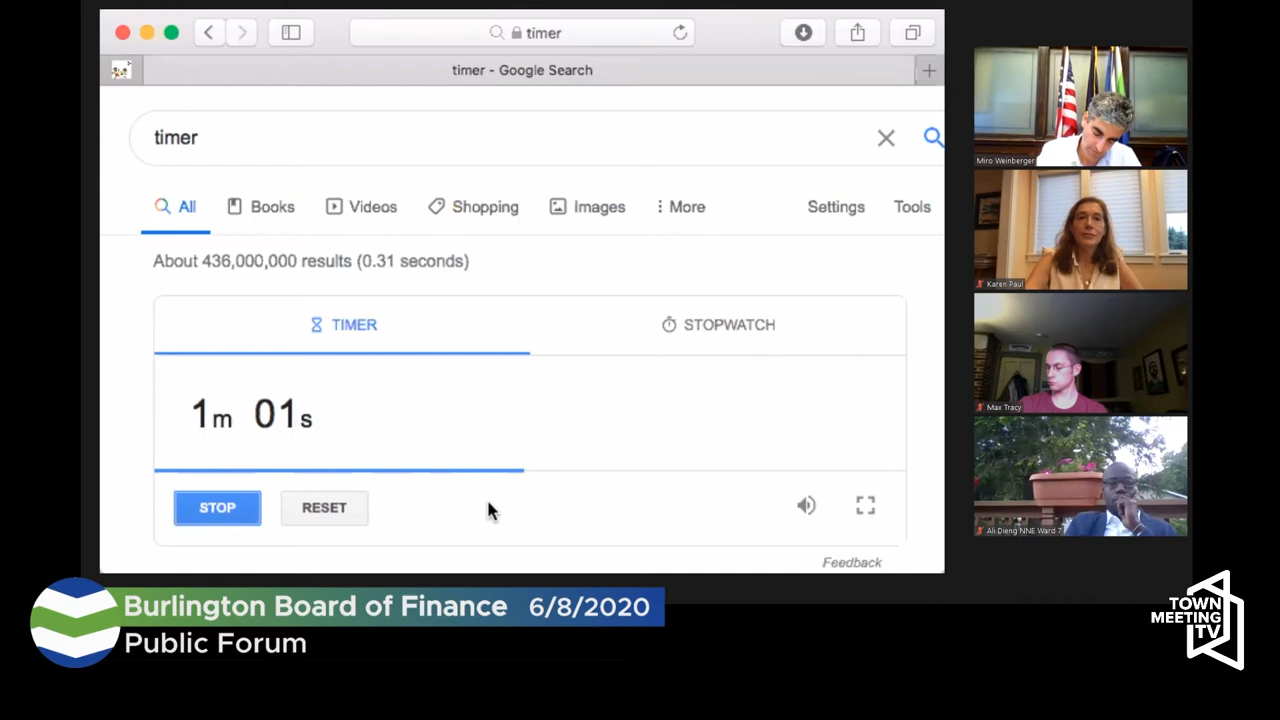 timer
timer - Google Search
timer
All Books Videos Shopping Images More Settings Tools
About 436,000,000 results (0.31 seconds)
TIMER STOPWATCH
1m 01s
STOP RESET
Feedback
Miro Weinberger
Karen Paul
Max Tracy
Ali Dieng NNE Ward 7
Burlington Board of Finance 6/8/2020
Public Forum
TOWN
MEETING
TV